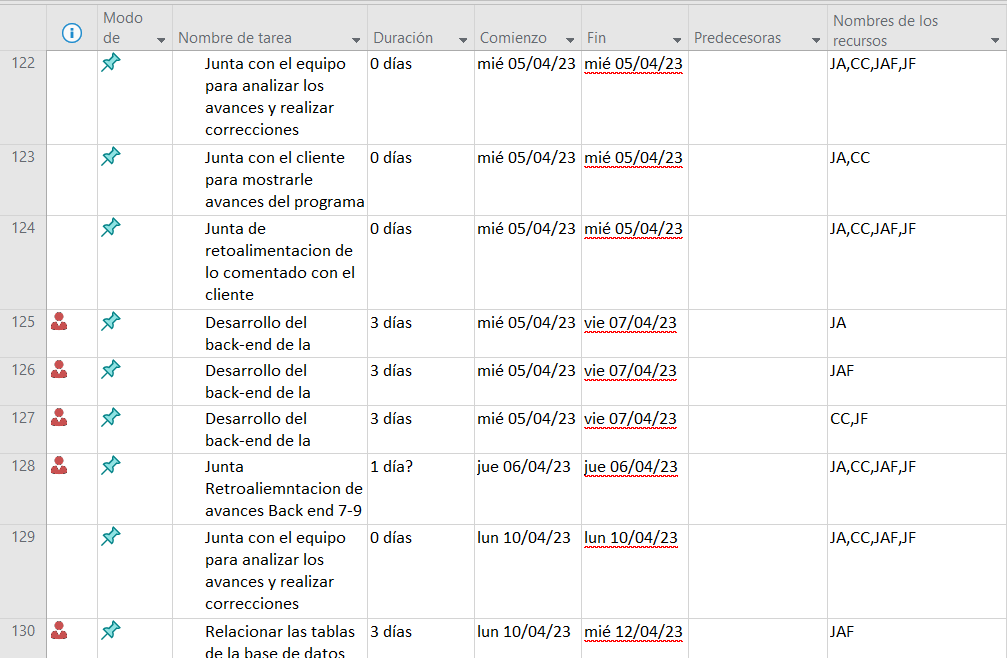 Modo
de
Nombre de tarea
Duración
Comienzo
Fin
Predecesoras
Nombres de los
recursos
122
Junta con el equipo
para analizar los
avances y realizar
correcciones
0 días
mié 05/04/23
mié 05/04/23
JA,CC,JAF,JF
123
Junta con el cliente
para mostrarle
avances del programa
0 días
mié 05/04/23
mié 05/04/23
JA,CC
124
Junta de
retoalimentacion de
lo comentado con el
cliente
0 días
mié 05/04/23
mié 05/04/23
JA,CC,JAF,JF
125
Desarrollo del
back-end de la
3 días
mié 05/04/23
vie 07/04/23
JA
126
Desarrollo del
back-end de la
3 días
mié 05/04/23
vie 07/04/23
JAF
127
Desarrollo del
back-end de la
3 días
mié 05/04/23
vie 07/04/23
CC,JF
128
Junta
Retroaliemntacion de
avances Back end 7-9
1 día?
jue 06/04/23
jue 06/04/23
JA,CC,JAF,JF
129
Junta con el equipo
para analizar los
avances y realizar
correcciones
0 días
lun 10/04/23
lun 10/04/23
JA,CC,JAF,JF
130
Relacionar las tablas
de la base de datos
3 días
lun 10/04/23
mié 12/04/23
JAF